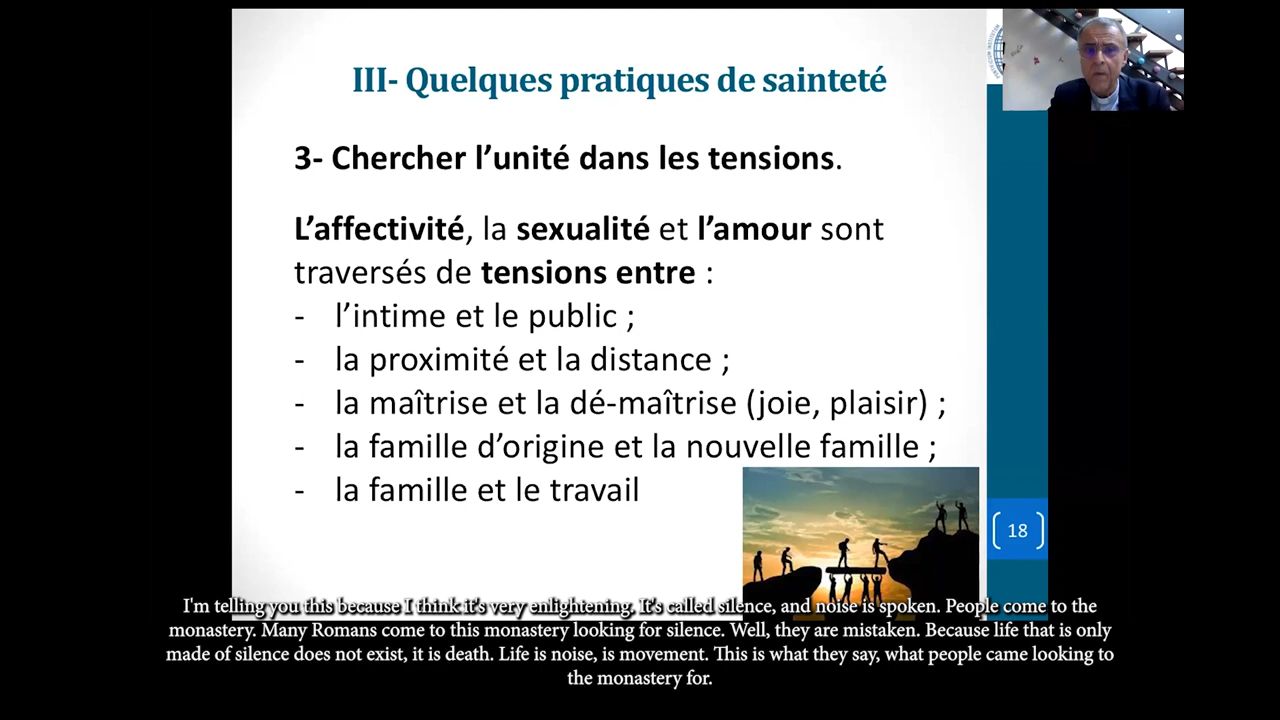 III- Quelques pratiques de sainteté
3- Chercher l’unité dans les tensions.
L’affectivité, la sexualité et l’amour sont
traversés de tensions entre :
- l’intime et le public ;
- la proximité et la distance ;
- la maîtrise et la dé-maîtrise (joie, plaisir) ;
- la famille d’origine et la nouvelle famille ;
- la famille et le travail
18
I'm telling you this because I think it's very enlightening. It's called silence, and noise is spoken. People come to the
monastery. Many Romans come to this monastery looking for silence. Well, they are mistaken. Because life that is only
made of silence does not exist, it is death. Life is noise, is movement. This is what they say, what people came looking to
the monastery for.